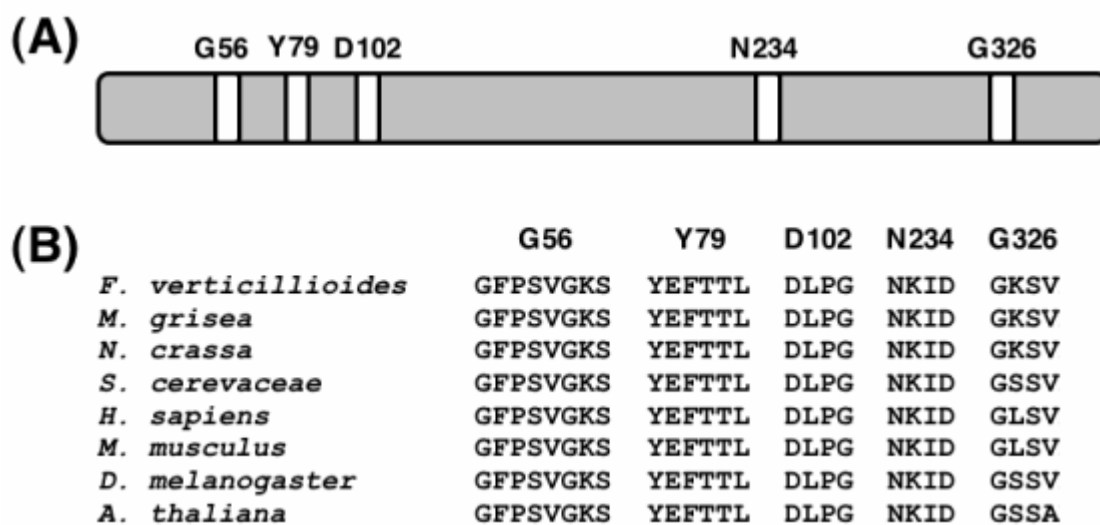 (A)
G56 Y79 D102 N234 G326
(B)
G56 Y79 D102 N234 G326
F. verticillioides GFPSVGKS YEFTTL DLPG NKID GKSV
M. grisea GFPSVGKS YEFTTL DLPG NKID GKSV
N. crassa GFPSVGKS YEFTTL DLPG NKID GKSV
S. cerevaceae GFPSVGKS YEFTTL DLPG NKID GSSV
H. sapiens GFPSVGKS YEFTTL DLPG NKID GLSV
M. musculus GFPSVGKS YEFTTL DLPG NKID GLSV
D. melanogaster GFPSVGKS YEFTTL DLPG NKID GSSV
A. thaliana GFPSVGKS YEFTTL DLPG NKID GSSA